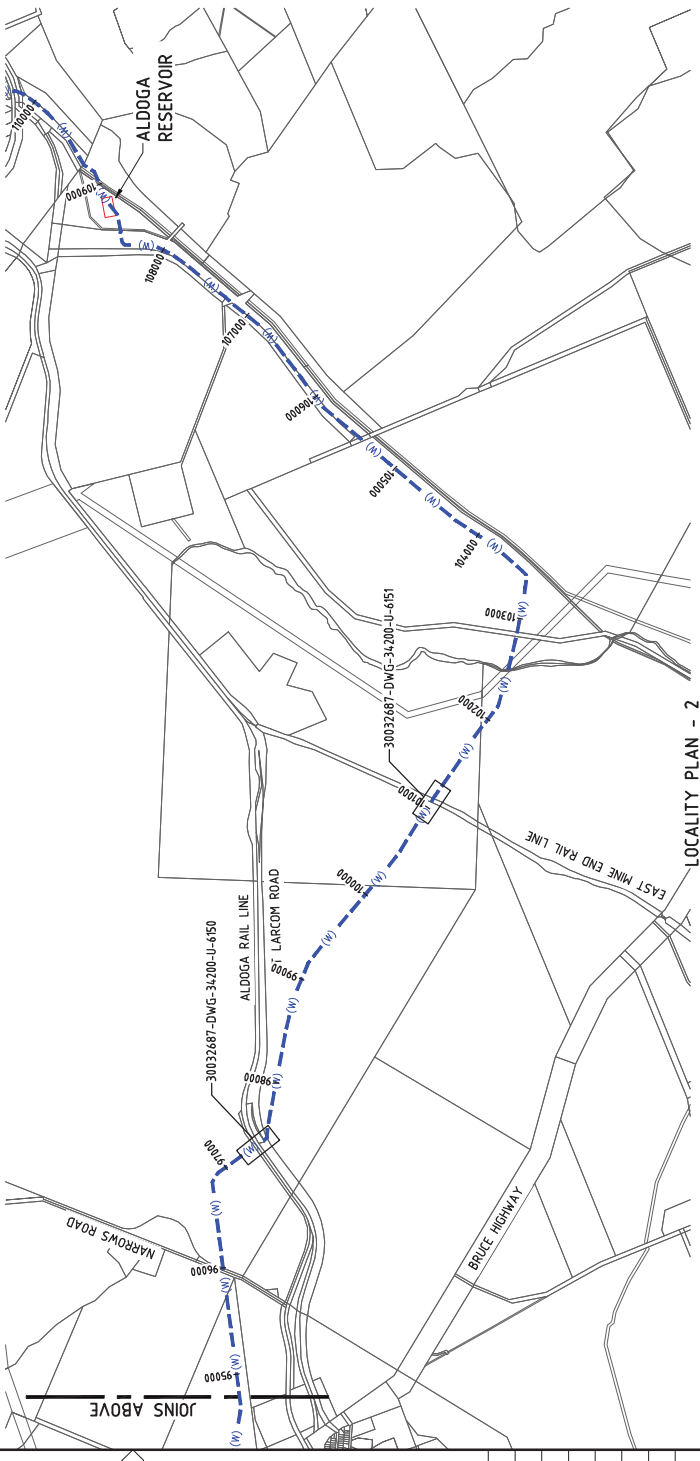 JOINS ABOVE
(W)
95000
(W)
(W)
96000
NARROWS ROAD
(W)
97000
(W)
30032687-DWG-34200-U-6150
98000
(W)
ALDOGA RAIL LINE
LARCOM ROAD
(W)
99000
(W)
100000
(W)
30032687-DWG-34200-U-6151
101000
(W)
EAST MINE END RAIL LINE
BRUCE HIGHWAY
(W)
102000
(W)
103000
(W)
104000
(W)
(W)
105000
(W)
106000
(W)
(W)
107000
(W)
108000
(W)
109000
(W)
ALDOGA
RESERVOIR
(W)
110000
LOCALITY PLAN - 2